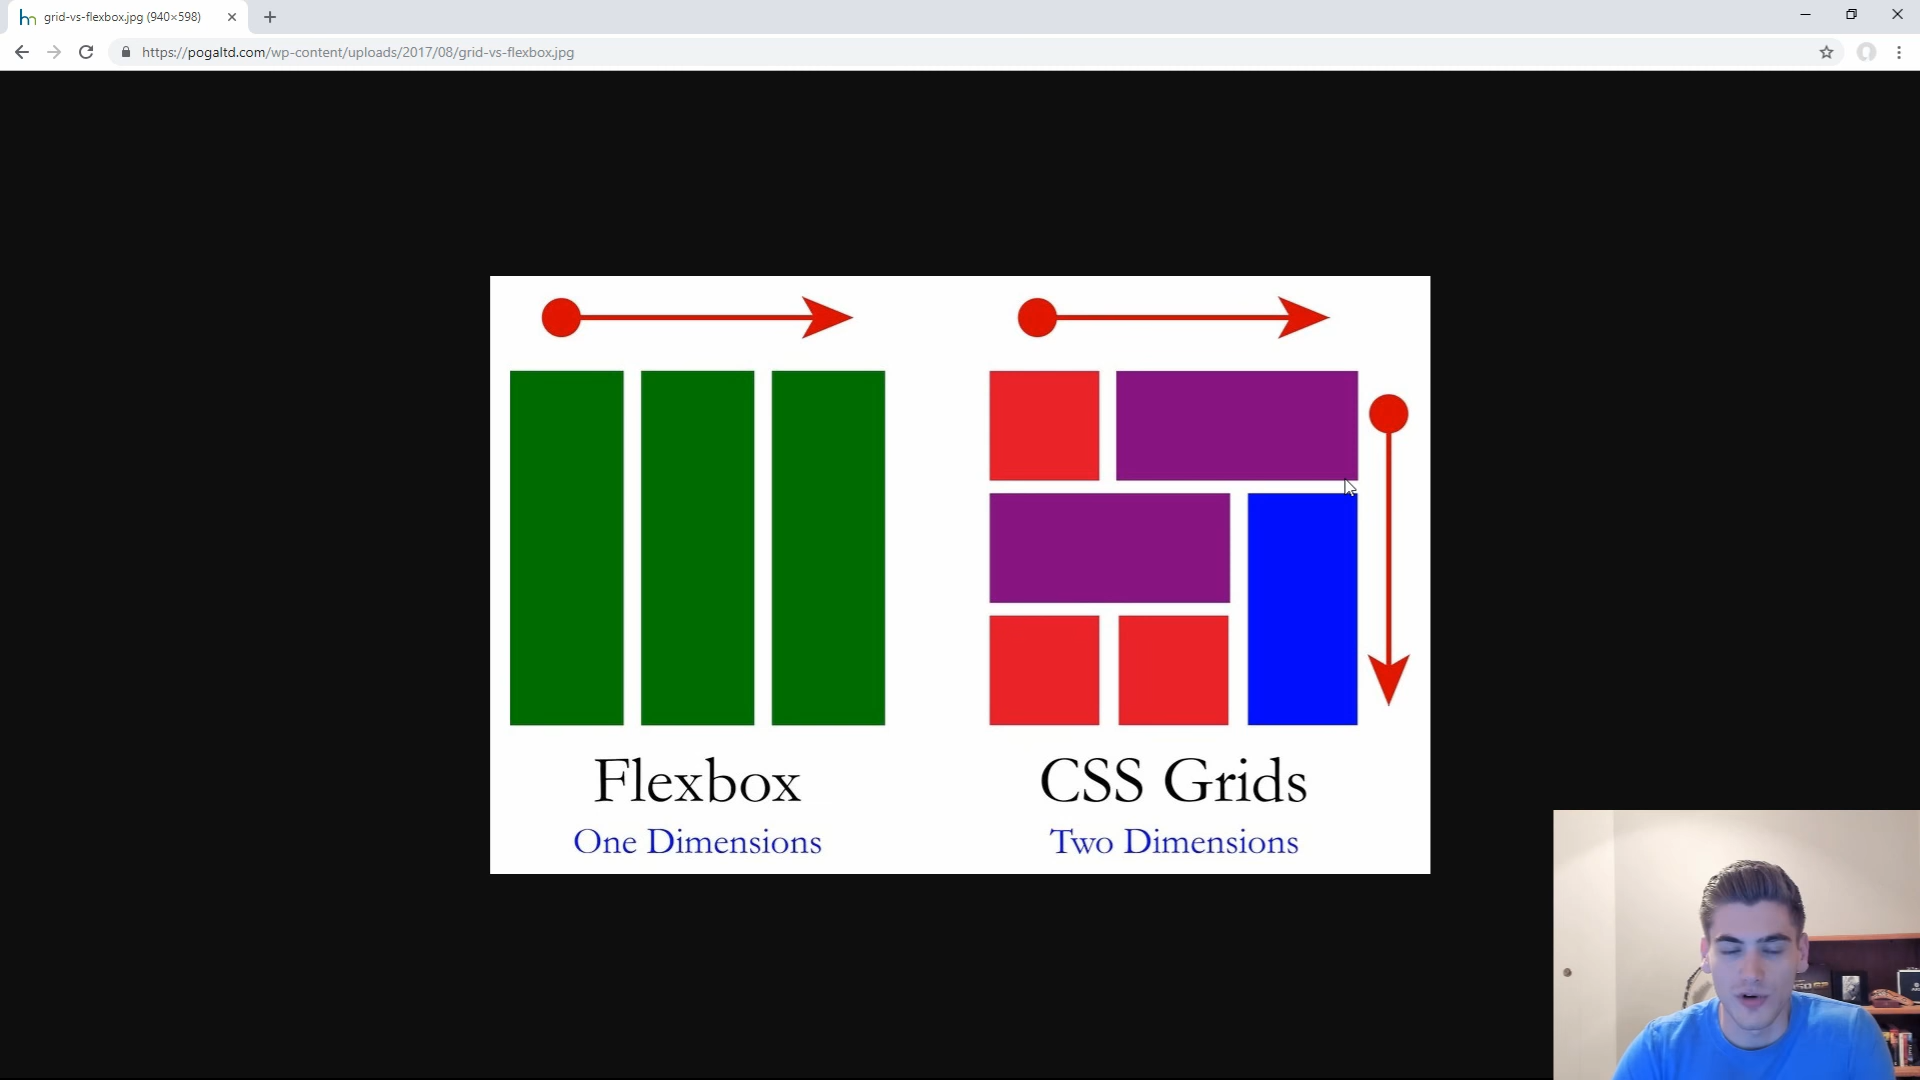 grid-vs-flexbox.jpg (940×598)
https://pogaltd.com/wp-content/uploads/2017/08/grid-vs-flexbox.jpg
Flexbox
One Dimensions
CSS Grids
Two Dimensions